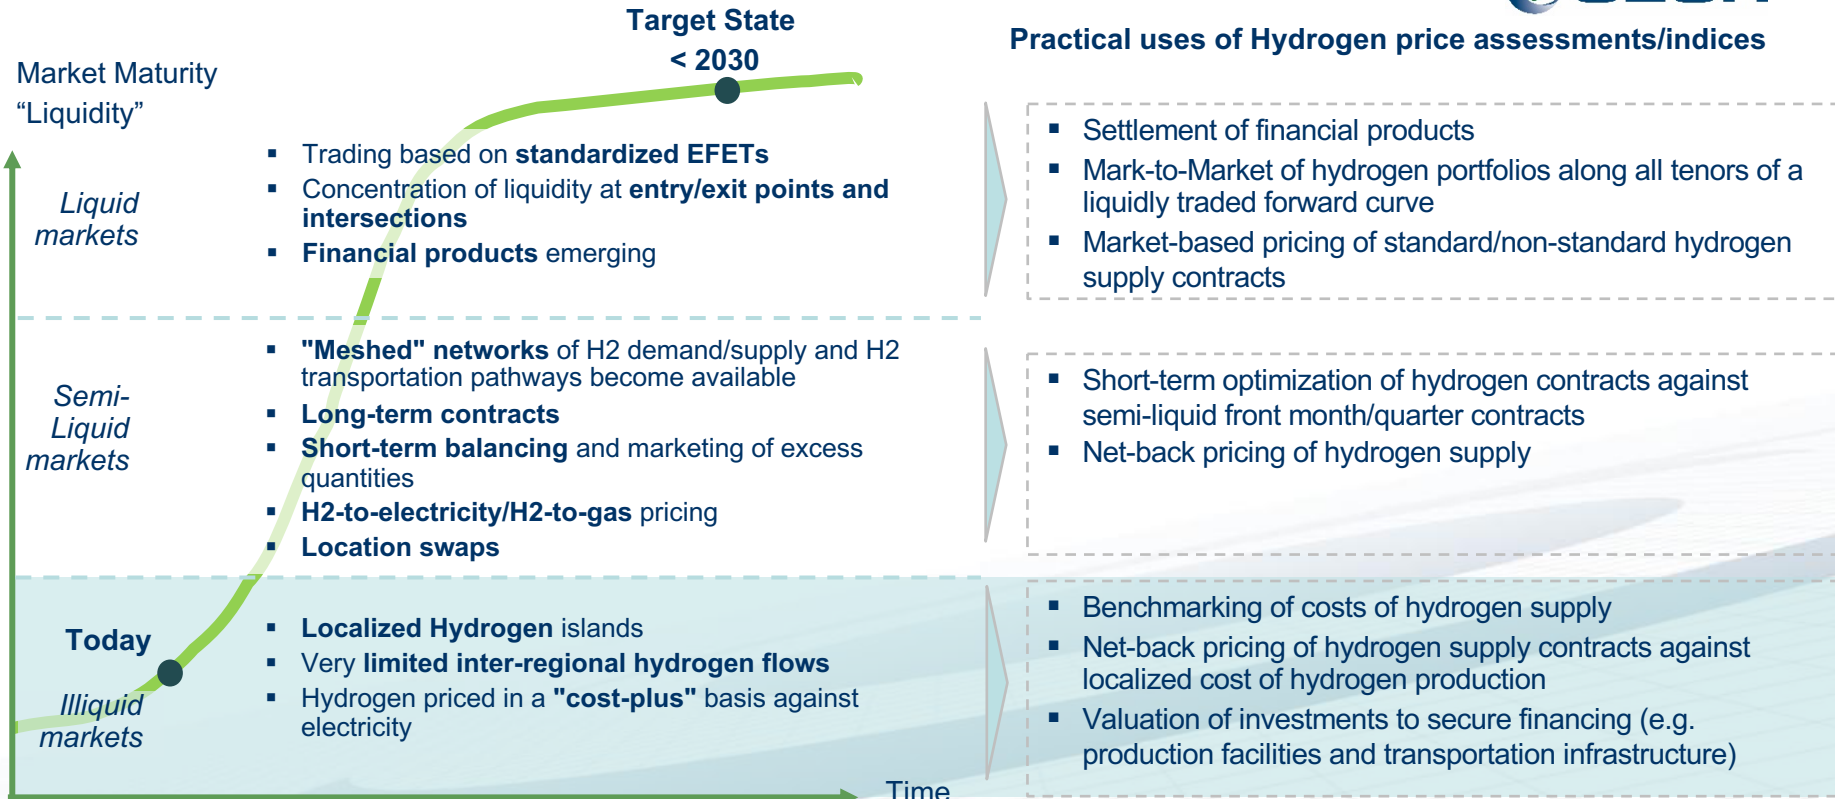 Target State
< 2030
Practical uses of Hydrogen price assessments/indices
Market Maturity
“Liquidity”
Liquid
markets
▪ Trading based on standardized EFETs
▪ Concentration of liquidity at entry/exit points and
intersections
▪ Financial products emerging
▪ Settlement of financial products
▪ Mark-to-Market of hydrogen portfolios along all tenors of a
liquidly traded forward curve
▪ Market-based pricing of standard/non-standard hydrogen
supply contracts
Semi-
Liquid
markets
▪ "Meshed" networks of H2 demand/supply and H2
transportation pathways become available
▪ Long-term contracts
▪ Short-term balancing and marketing of excess
quantities
▪ H2-to-electricity/H2-to-gas pricing
▪ Location swaps
▪ Short-term optimization of hydrogen contracts against
semi-liquid front month/quarter contracts
▪ Net-back pricing of hydrogen supply
Today
Illiquid
markets
▪ Localized Hydrogen islands
▪ Very limited inter-regional hydrogen flows
▪ Hydrogen priced in a "cost-plus" basis against
electricity
▪ Benchmarking of costs of hydrogen supply
▪ Net-back pricing of hydrogen supply contracts against
localized cost of hydrogen production
▪ Valuation of investments to secure financing (e.g.
production facilities and transportation infrastructure)
Time